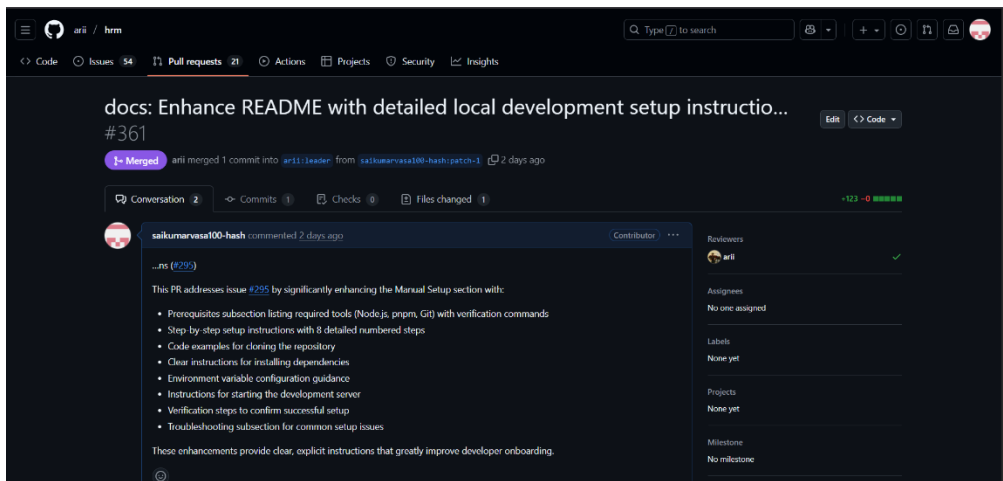 arii / hrm
Type / to search
Code
Issues 54
Pull requests 21
Actions
Projects
Security
Insights
docs: Enhance README with detailed local development setup instructio...
#361
Edit
Code
Merged
arii merged 1 commit into arii:leader from saikumarvasa100-hash:patch-1 2 days ago
Conversation 2
Commits 1
Checks 0
Files changed 1
+123 −0
saikumarvasa100-hash commented 2 days ago
Contributor
...ns (#295)
This PR addresses issue #295 by significantly enhancing the Manual Setup section with:
• Prerequisites subsection listing required tools (Node.js, pnpm, Git) with verification commands
• Step-by-step setup instructions with 8 detailed numbered steps
• Code examples for cloning the repository
• Clear instructions for installing dependencies
• Environment variable configuration guidance
• Instructions for starting the development server
• Verification steps to confirm successful setup
• Troubleshooting subsection for common setup issues
These enhancements provide clear, explicit instructions that greatly improve developer onboarding.
Reviewers
arii
Assignees
No one assigned
Labels
None yet
Projects
None yet
Milestone
No milestone